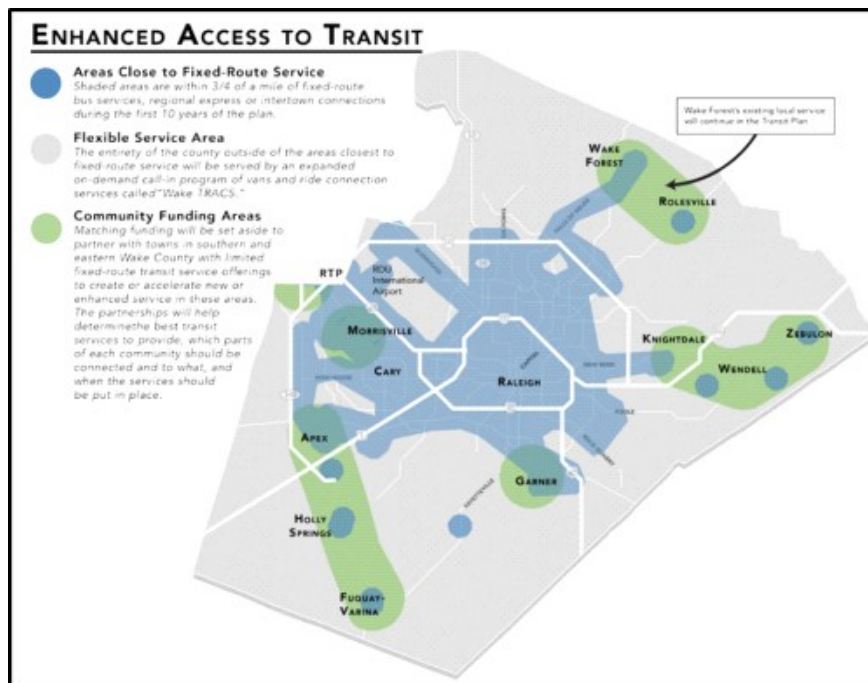 ENHANCED ACCESS TO TRANSIT
Areas Close to Fixed-Route Service
Shaded areas are within 3/4 of a mile of fixed-route
bus services, regional express or intertown connections
during the first 10 years of the plan.
Flexible Service Area
The entirety of the county outside of the areas closest to
fixed-route service will be served by an expanded
on-demand call-in program of vans and ride connection
services called "Wake TRACS."
Community Funding Areas
Matching funding will be set aside to
partner with towns in southern and
eastern Wake County with limited
fixed-route transit service offerings
to create or accelerate new or
enhanced service in these areas.
The partnerships will help
determinethe best transit
services to provide, which parts
of each community should be
connected and to what, and
when the services should
be put in place.
Wake Forest's existing local service
will continue in the Transit Plan
WAKE
FOREST
ROLESVILLE
RTP
RDU
International
Airport
MORRISVILLE
CARY
CAPITAL
RALEIGH
NEW BERN
KNIGHTDALE
ZEBULON
WENDELL
POOLE
APEX
GARNER
HOLLY
SPRINGS
FUQUAY-
VARINA